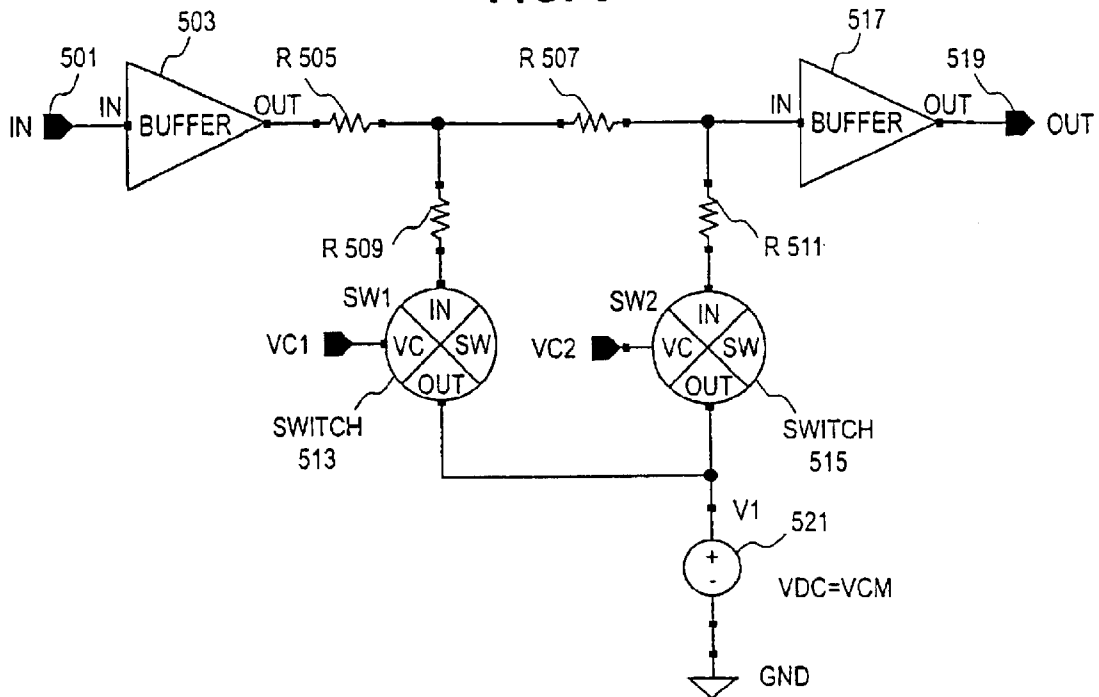 503
517
501
R 505
R 507
519
IN
IN
BUFFER
OUT
IN
BUFFER
OUT
OUT
R 509
R 511
SW1
IN
SW2
IN
VC1
VC
SW
VC2
VC
SW
OUT
OUT
SWITCH
513
SWITCH
515
V1
521
+
-
VDC=VCM
GND